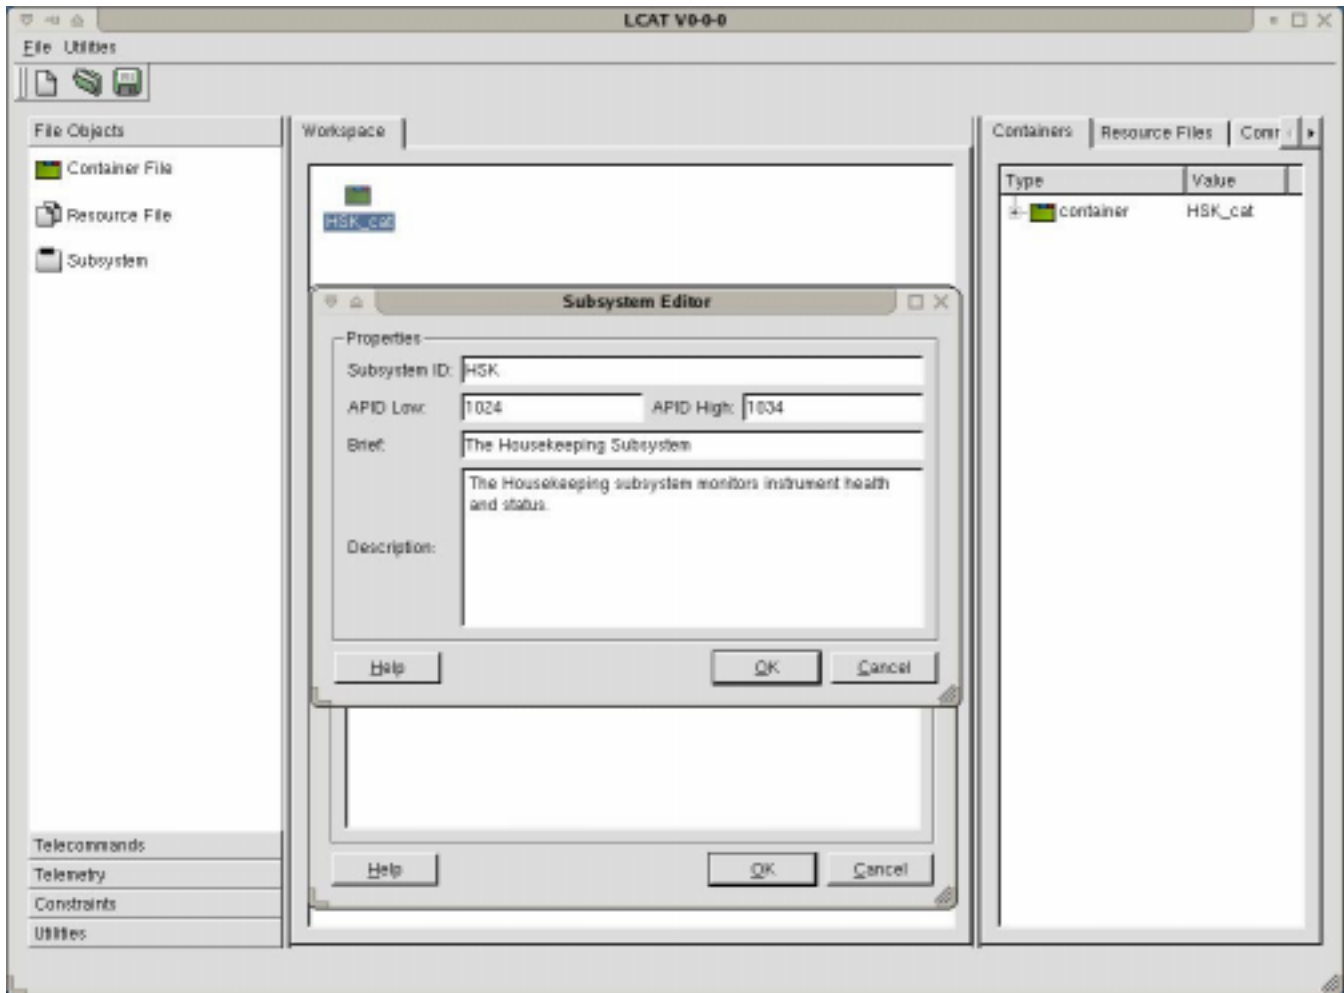 LCAT V0-0-0
File Utilities
File Objects
Container File
Resource File
Subsystem
Telecommands
Telemetry
Constraints
Utilities
Workspace
HSK_cat
Subsystem Editor
Properties
Subsystem ID: HSK
APID Low: 1024 APID High: 1034
Brief: The Housekeeping Subsystem
Description: The Housekeeping subsystem monitors instrument health
and status.
Help OK Cancel
Help OK Cancel
Containers Resource Files Comm
Type Value
container HSK_cat